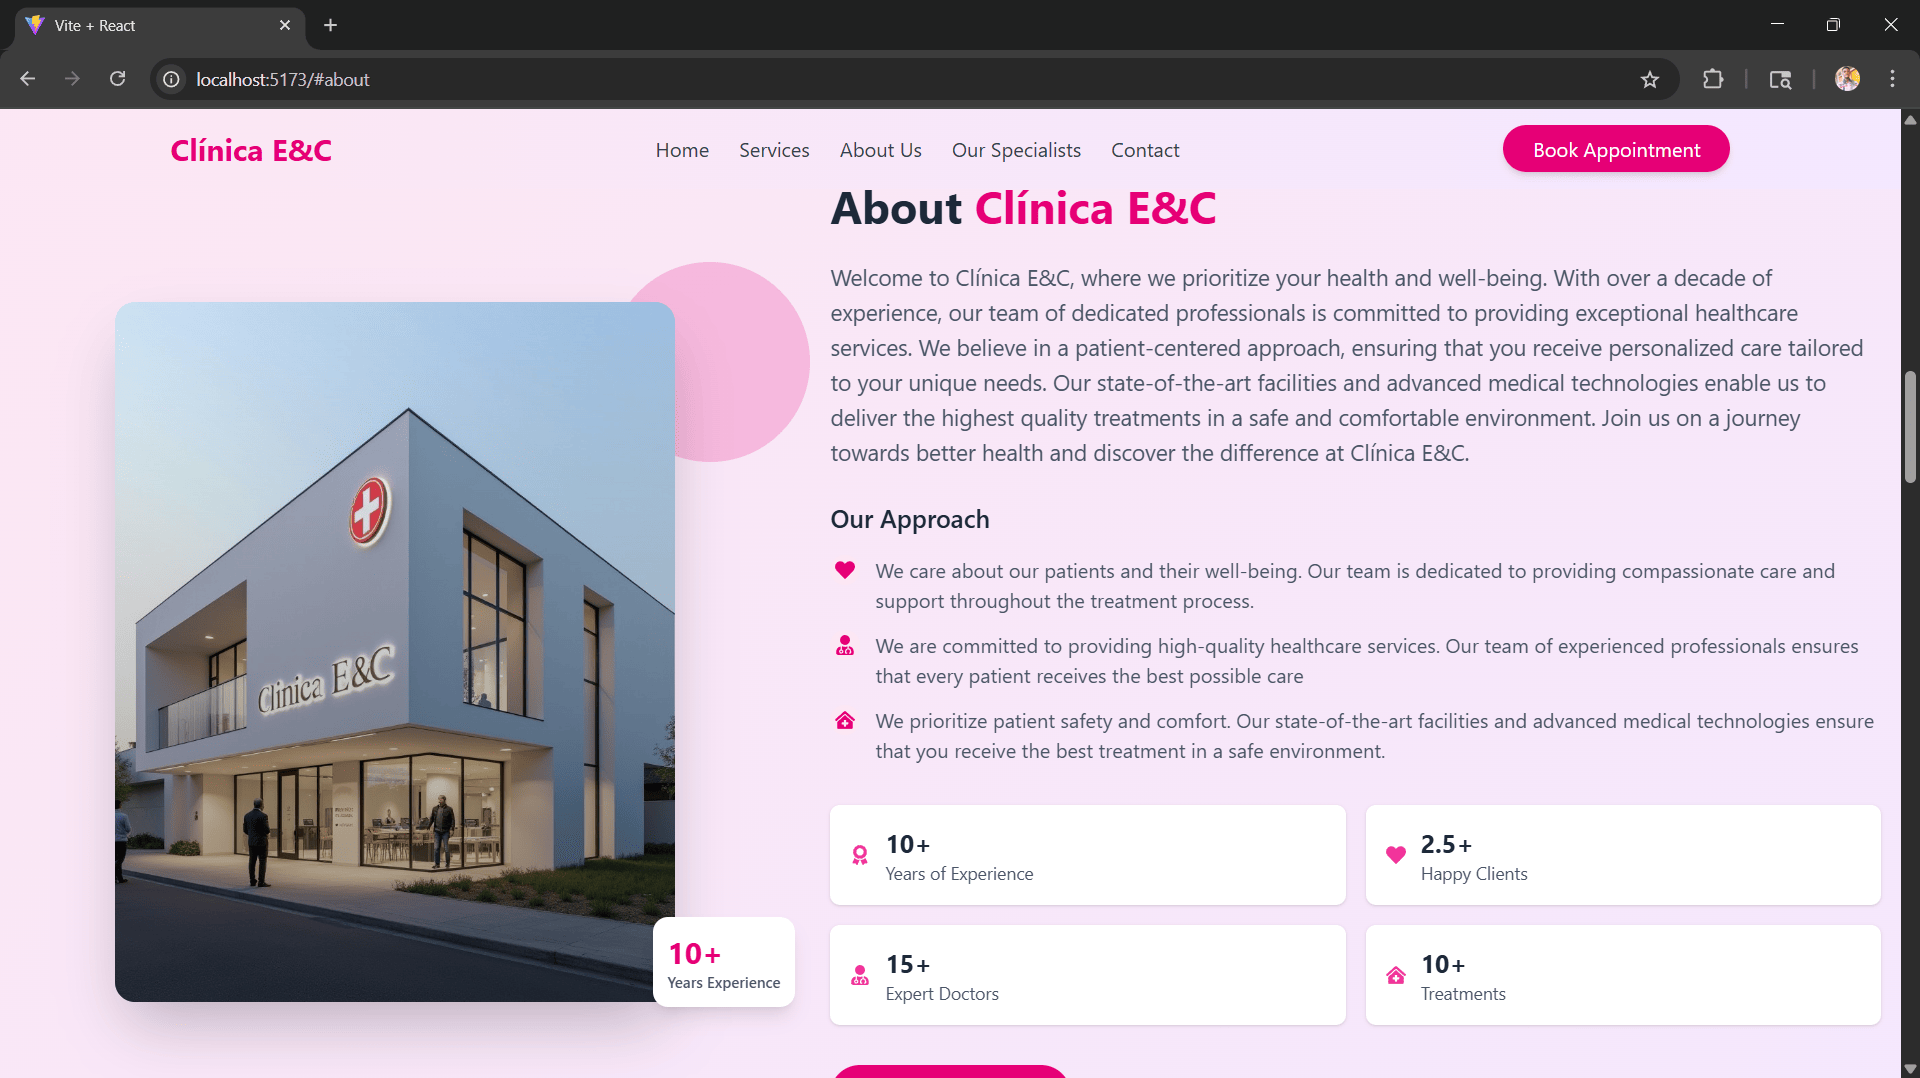 Vite + React
localhost:5173/#about
Clínica E&C
Home
Services
About Us
Our Specialists
Contact
Book Appointment
About Clínica E&C
Welcome to Clínica E&C, where we prioritize your health and well-being. With over a decade of
experience, our team of dedicated professionals is committed to providing exceptional healthcare
services. We believe in a patient-centered approach, ensuring that you receive personalized care tailored
to your unique needs. Our state-of-the-art facilities and advanced medical technologies enable us to
deliver the highest quality treatments in a safe and comfortable environment. Join us on a journey
towards better health and discover the difference at Clínica E&C.
Clinica E&C
10+
Years Experience
Our Approach
We care about our patients and their well-being. Our team is dedicated to providing compassionate care and
support throughout the treatment process.
We are committed to providing high-quality healthcare services. Our team of experienced professionals ensures
that every patient receives the best possible care
We prioritize patient safety and comfort. Our state-of-the-art facilities and advanced medical technologies ensure
that you receive the best treatment in a safe environment.
10+
Years of Experience
2.5+
Happy Clients
15+
Expert Doctors
10+
Treatments